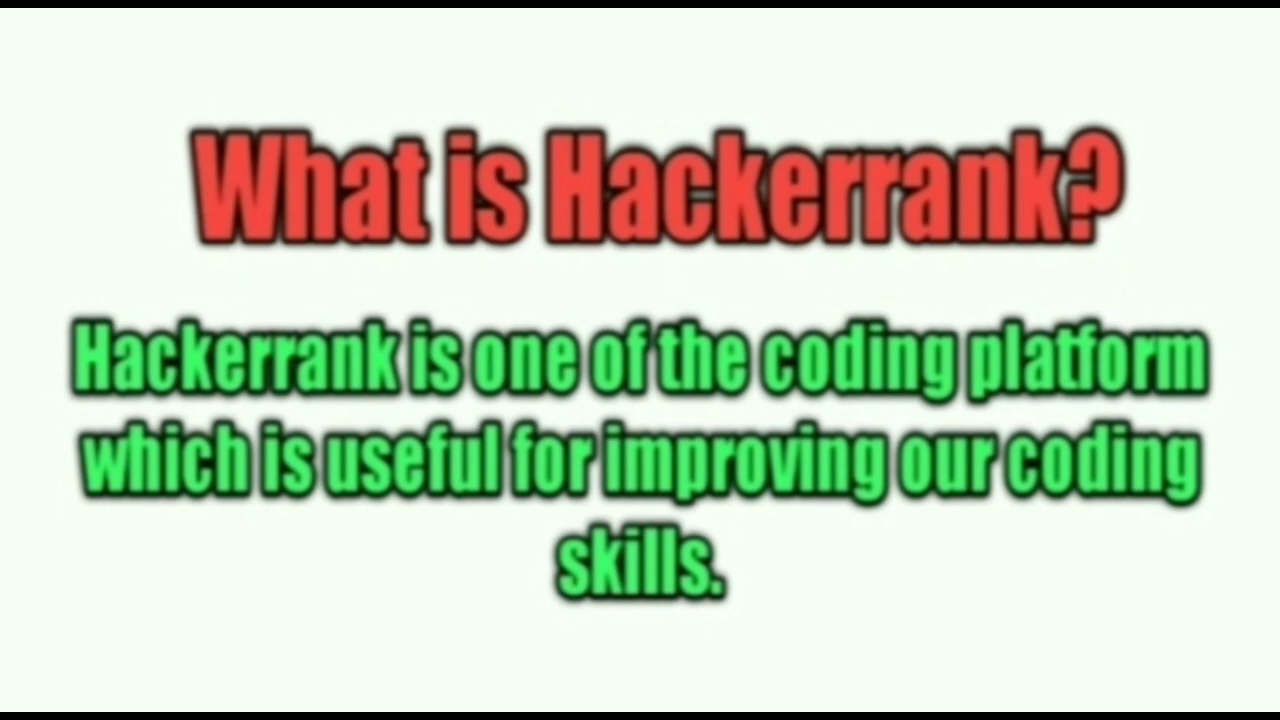 What is Hackerrank?
Hackerrank is one of the coding platform
which is useful for improving our coding
skills.